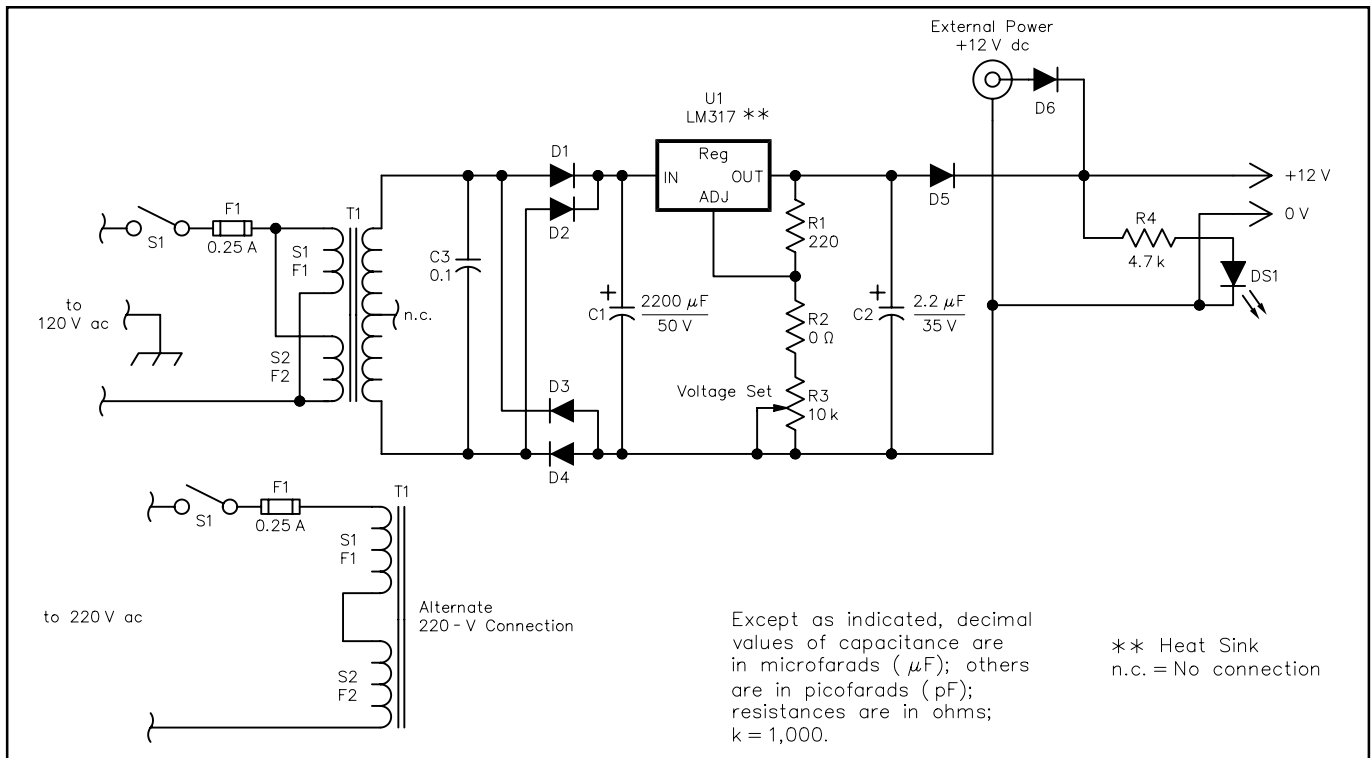 External Power
+12 V dc
D6
U1
LM317 **
Reg
IN
OUT
ADJ
D1
D2
D5
+12 V
0 V
S1
F1
0.25 A
T1
S1
F1
S2
F2
n.c.
C3
0.1
C1
+
2200 μF
50 V
R1
220
R2
0 Ω
R3
10 k
Voltage Set
C2
+
2.2 μF
35 V
R4
4.7 k
DS1
to
120 V ac
D3
D4
S1
F1
0.25 A
T1
S1
F1
S2
F2
to 220 V ac
Alternate
220 - V Connection
Except as indicated, decimal
values of capacitance are
in microfarads ( μF); others
are in picofarads ( pF);
resistances are in ohms;
k = 1,000.
** Heat Sink
n.c. = No connection